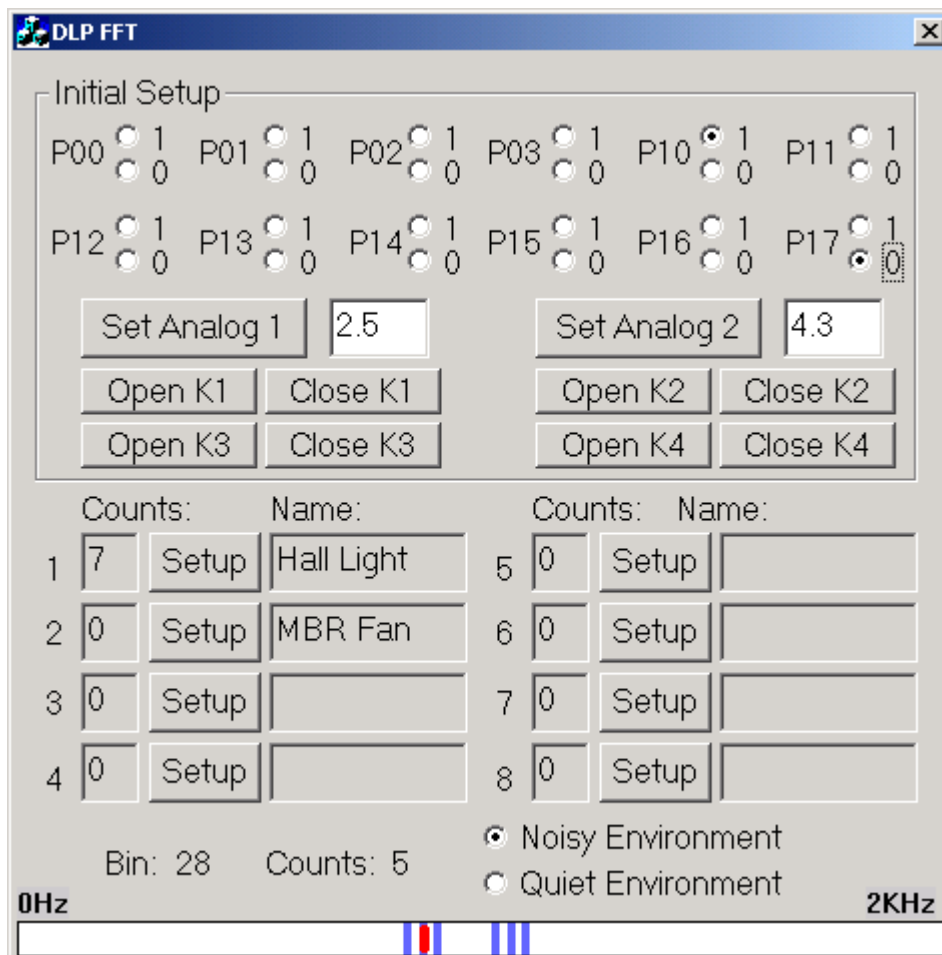 DLP FFT
Initial Setup
P00 1 0 P01 1 0 P02 1 0 P03 1 0 P10 1 0 P11 1 0
P12 1 0 P13 1 0 P14 1 0 P15 1 0 P16 1 0 P17 1 0
Set Analog 1 2.5 Set Analog 2 4.3
Open K1 Close K1 Open K2 Close K2
Open K3 Close K3 Open K4 Close K4
Counts: Name: Counts: Name:
1 7 Setup Hall Light 5 0 Setup
2 0 Setup MBR Fan 6 0 Setup
3 0 Setup 7 0 Setup
4 0 Setup 8 0 Setup
Noisy Environment
Bin: 28 Counts: 5
Quiet Environment
0Hz 2KHz